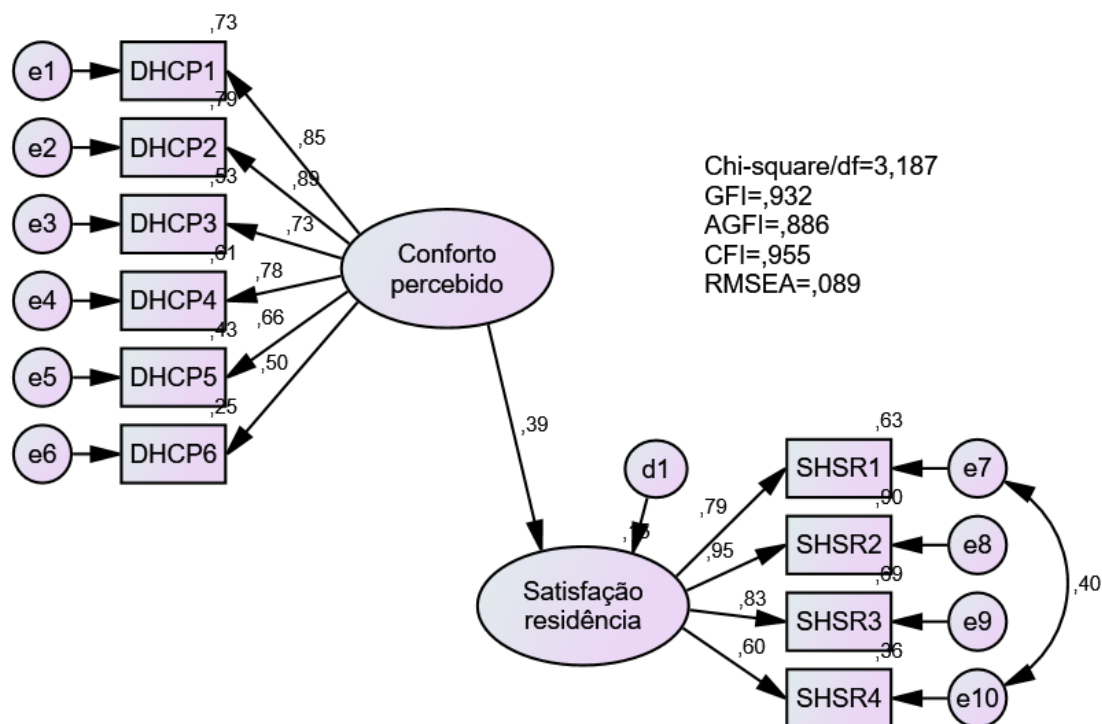 ,73
e1
DHCP1
,79
e2
DHCP2
,53
e3
DHCP3
,61
e4
DHCP4
,43
e5
DHCP5
,25
e6
DHCP6
,85
,89
,73
,78
,66
,50
Conforto
percebido
Chi-square/df=3,187
GFI=,932
AGFI=,886
CFI=,955
RMSEA=,089
,39
d1
Satisfação
residência
,79
,95
,83
,60
,63
SHSR1
e7
,90
SHSR2
e8
,69
SHSR3
e9
,36
SHSR4
e10
,40